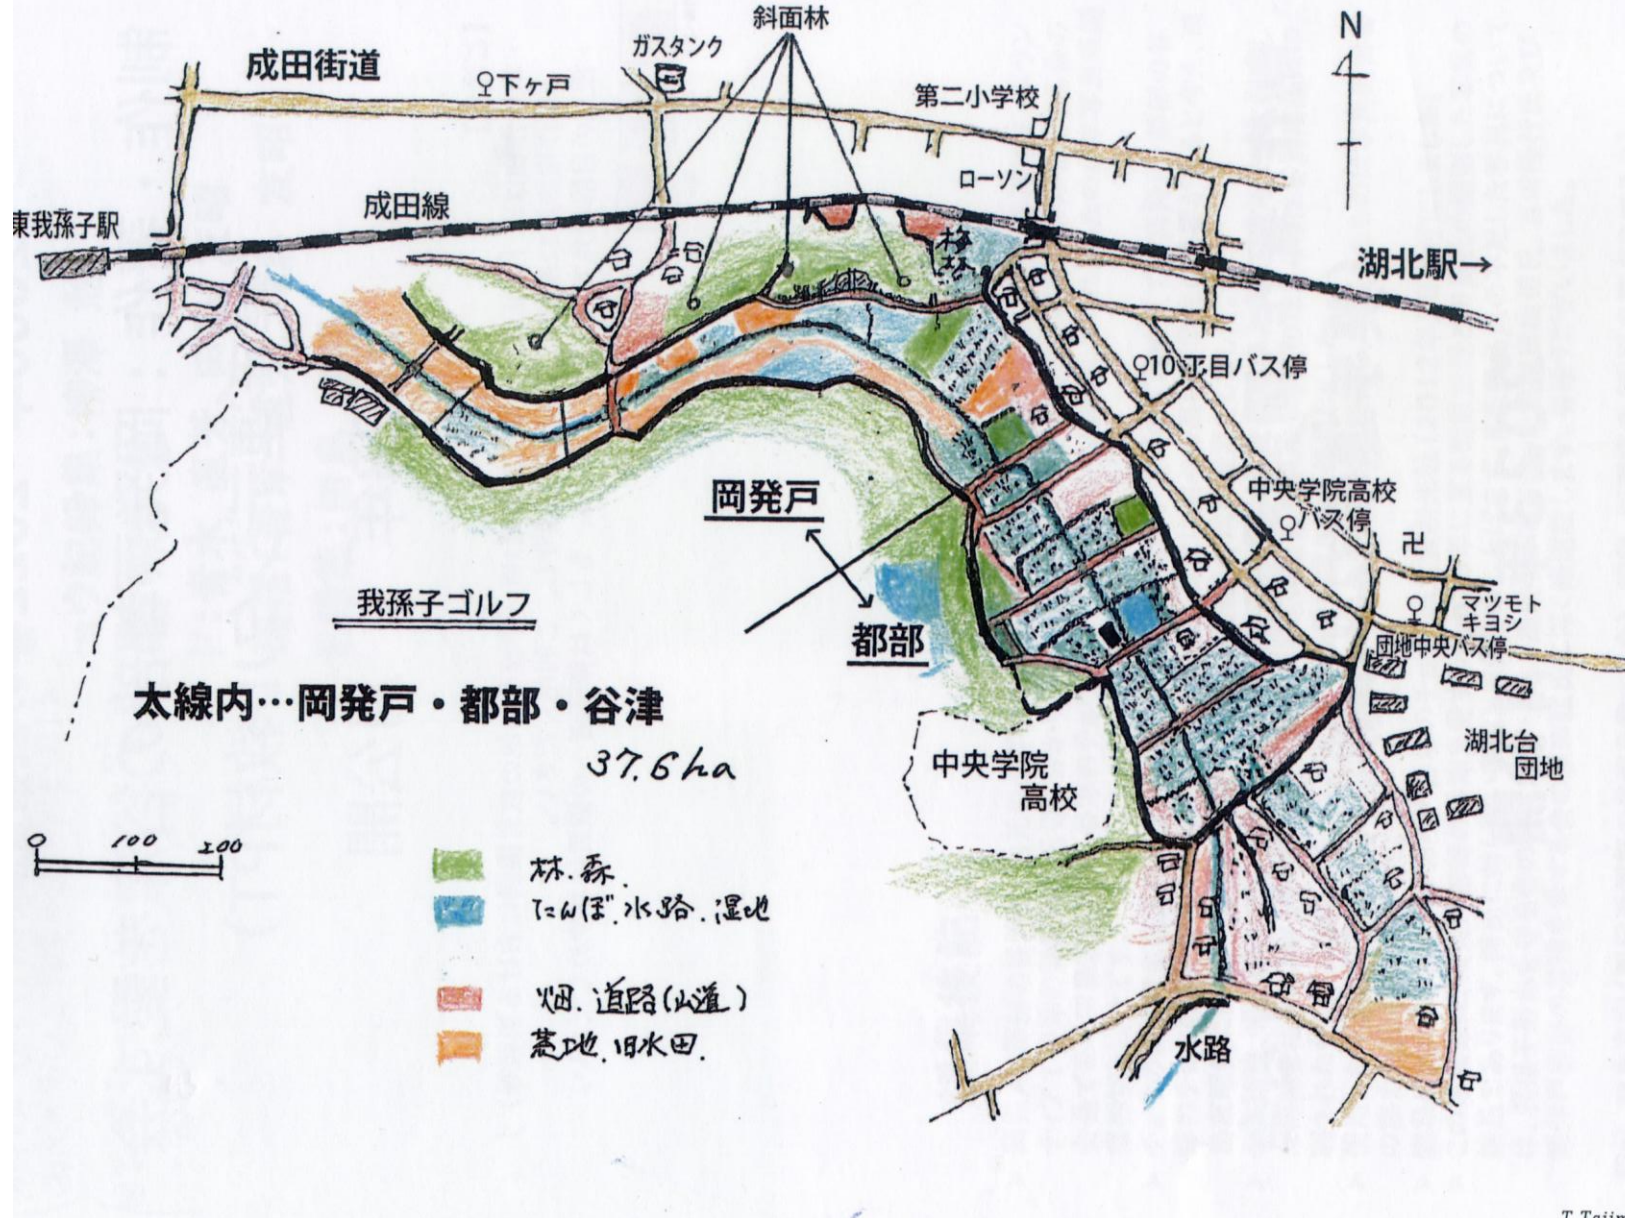 斜面林
N
ガスタンク
成田街道
下ヶ戸
第二小学校
ローソン
成田線
東我孫子駅
梅林
湖北駅→
10丁目バス停
岡発戸
中央学院高校
バス停
卍
我孫子ゴルフ
都部
マツモト
キヨシ
団地中央バス停
太線内…岡発戸・都部・谷津
37.6ha
中央学院
高校
湖北台
団地
0 100 200
林.森.
たんぼ.水路.湿地
畑.道路(山道)
荒地.旧水田.
水路